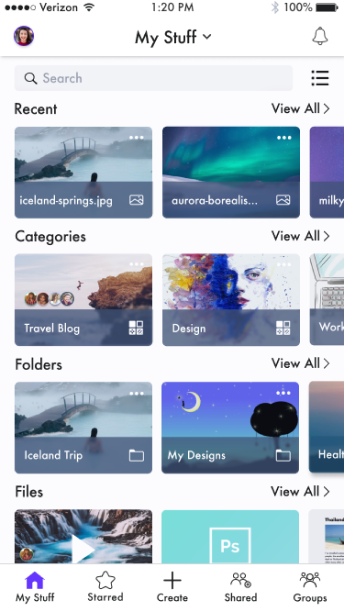 Verizon 1:20 PM 100%
My Stuff
Search
Recent View All
iceland-springs.jpg aurora-borealis... milky
Categories View All
Travel Blog Design Work
Folders View All
Iceland Trip My Designs Healt
Files View All
Ps
My Stuff Starred Create Shared Groups